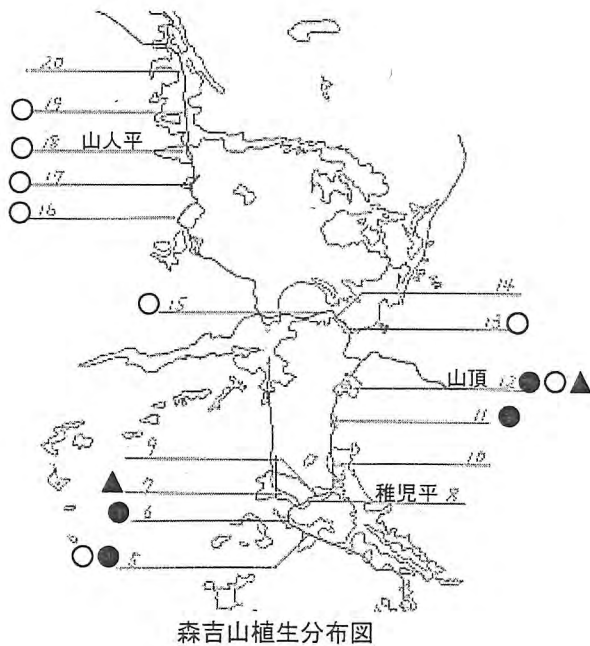 20
○ 19
○ 18 山人平
○ 17
○ 16
○ 15
14
13 ○
山頂 12 ● ○ ▲
11 ●
10
9
▲ 7
稚児平 8
● 6
○ ● 5
森吉山植生分布図